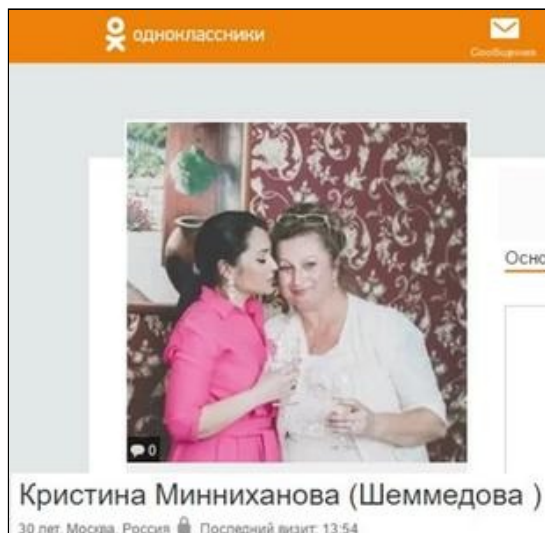 одноклассники
Сообщения
Осно
0
Кристина Минниханова (Шеммедова )
30 лет, Москва, Россия Последний визит: 13:54